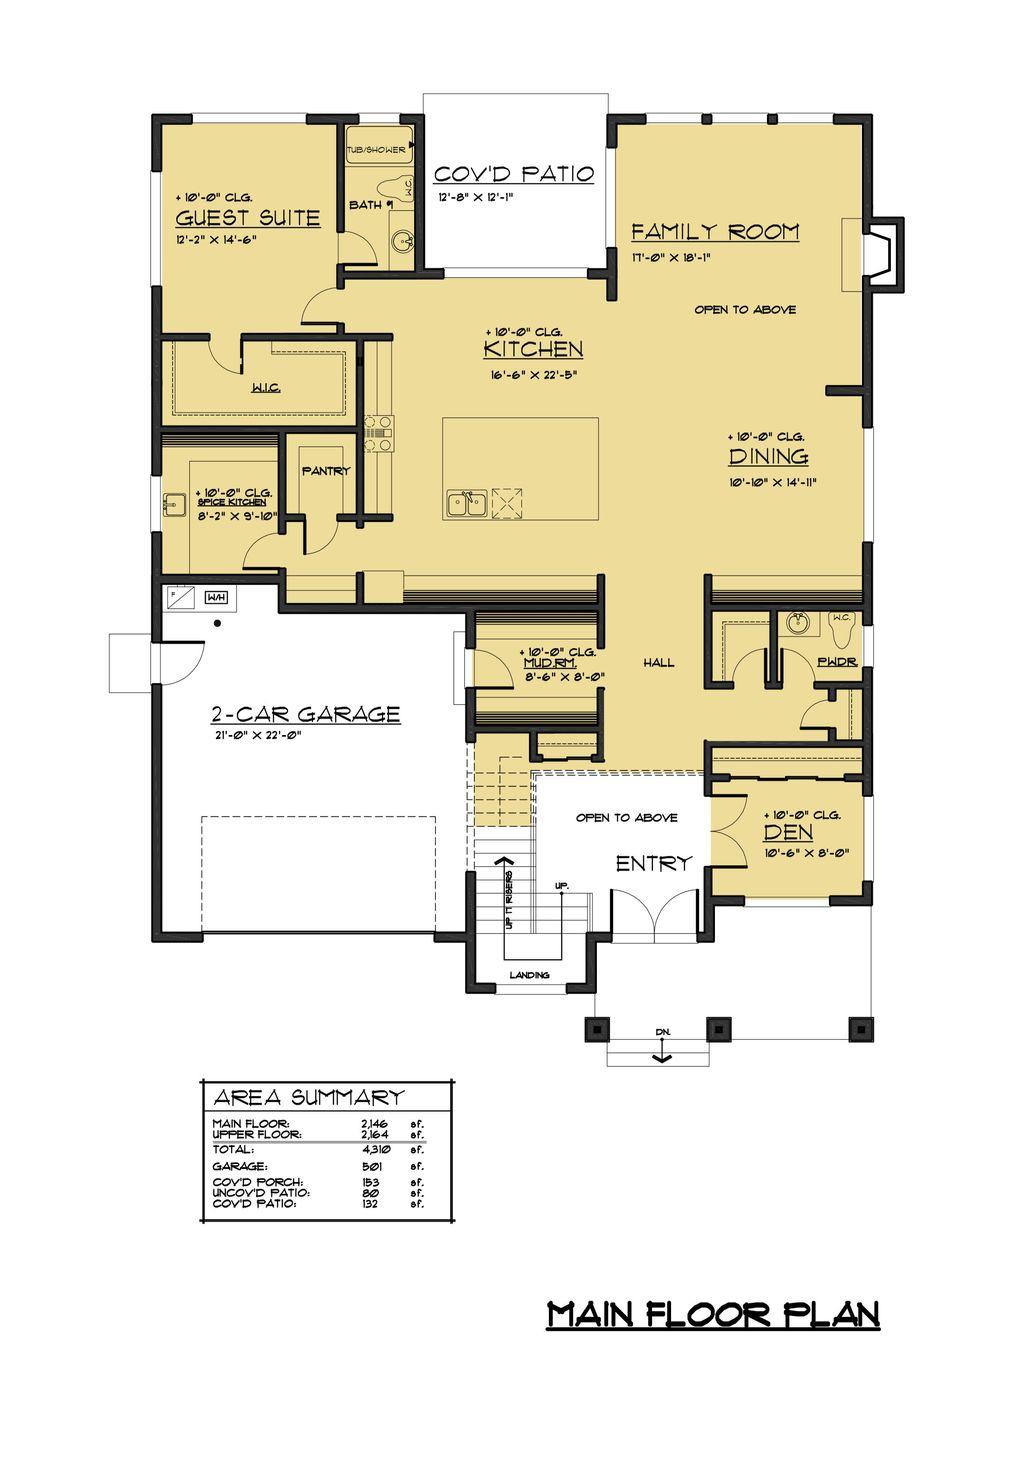 TUB/SHOWER
W.C.
BATH #1
+ 10'-0" CLG.
GUEST SUITE
12'-2" X 14'-6"
COV'D PATIO
12'-8" X 12'-1"
FAMILY ROOM
17'-0" X 18'-1"
OPEN TO ABOVE
+ 10'-0" CLG.
KITCHEN
16'-6" X 22'-5"
W.I.C.
+ 10'-0" CLG.
DINING
10'-10" X 14'-11"
PANTRY
+ 10'-0" CLG.
SPICE KITCHEN
8'-2" X 9'-10"
F
W/H
+ 10'-0" CLG.
MUD.RM.
8'-6" X 8'-0"
HALL
W.C.
PWDR.
2-CAR GARAGE
21'-0" X 22'-0"
OPEN TO ABOVE
ENTRY
+ 10'-0" CLG.
DEN
10'-6" X 8'-0"
UP 17 RISERS
UP.
LANDING
DN.
AREA SUMMARY
MAIN FLOOR: 2,146 sf.
UPPER FLOOR: 2,164 sf.
TOTAL: 4,310 sf.
GARAGE: 501 sf.
COV'D PORCH: 153 sf.
UNCOV'D PATIO: 80 sf.
COV'D PATIO: 132 sf.
MAIN FLOOR PLAN